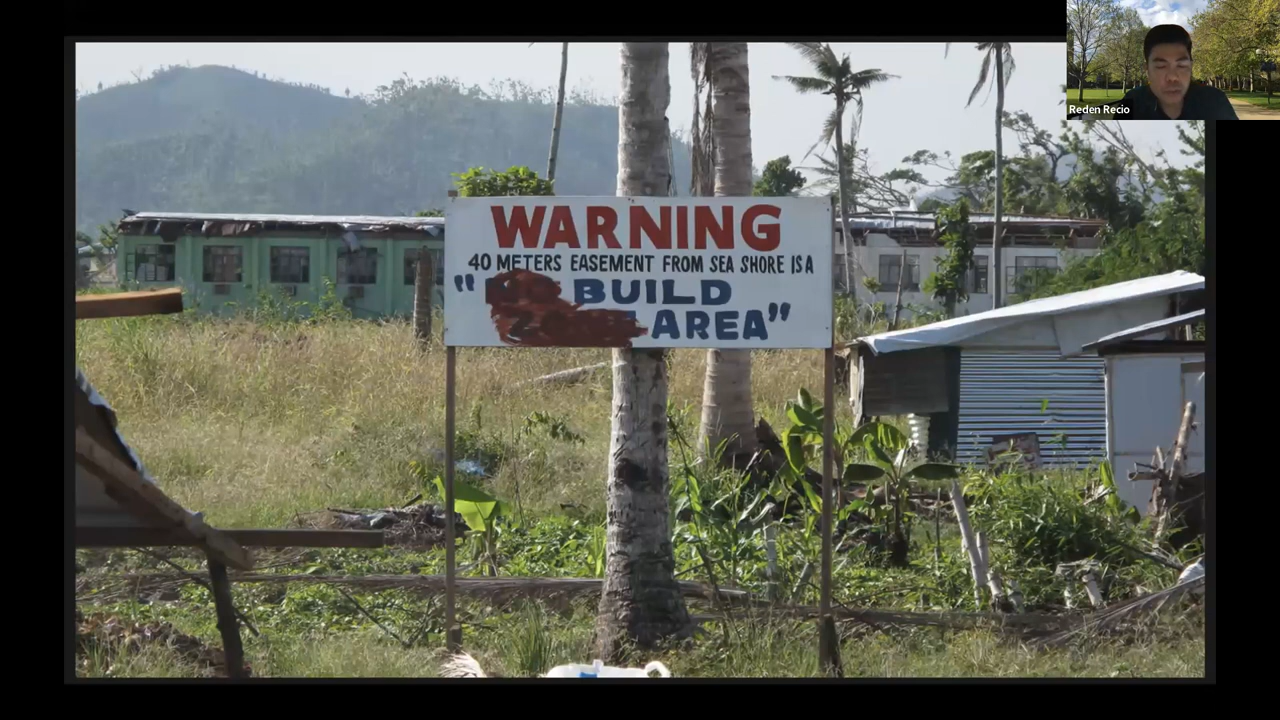 Reden Recio
WARNING
40 METERS EASEMENT FROM SEA SHORE IS A
" BUILD
AREA"